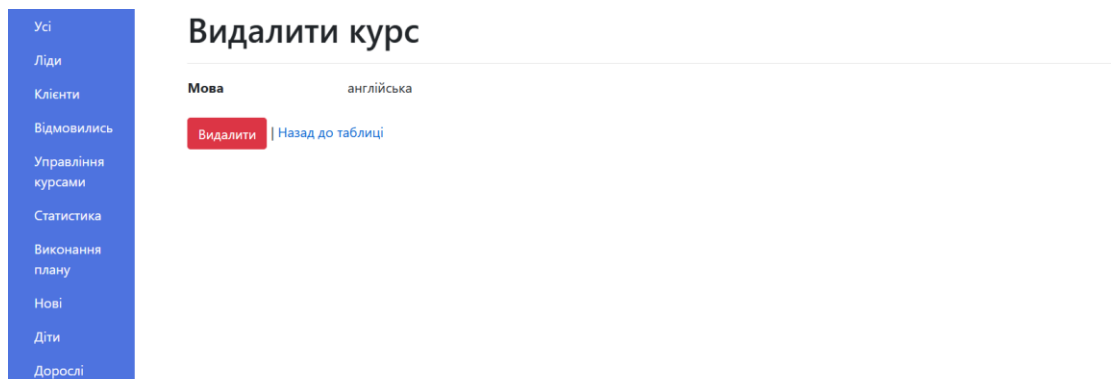 Усі
Ліди
Клієнти
Відмовились
Управління
курсами
Статистика
Виконання
плану
Нові
Діти
Дорослі
Видалити курс
Мова англійська
Видалити | Назад до таблиці